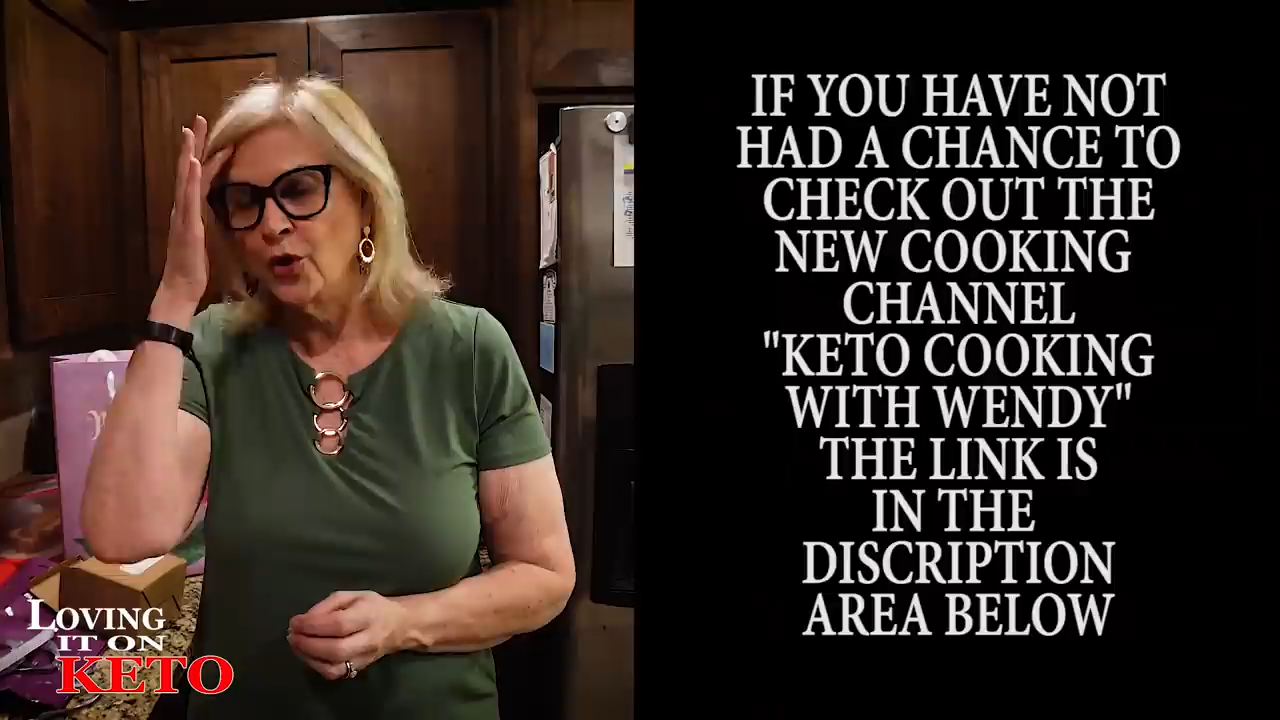 IF YOU HAVE NOT
HAD A CHANCE TO
CHECK OUT THE
NEW COOKING
CHANNEL
"KETO COOKING
WITH WENDY"
THE LINK IS
IN THE
DISCRIPTION
AREA BELOW
LOVING
IT ON
KETO